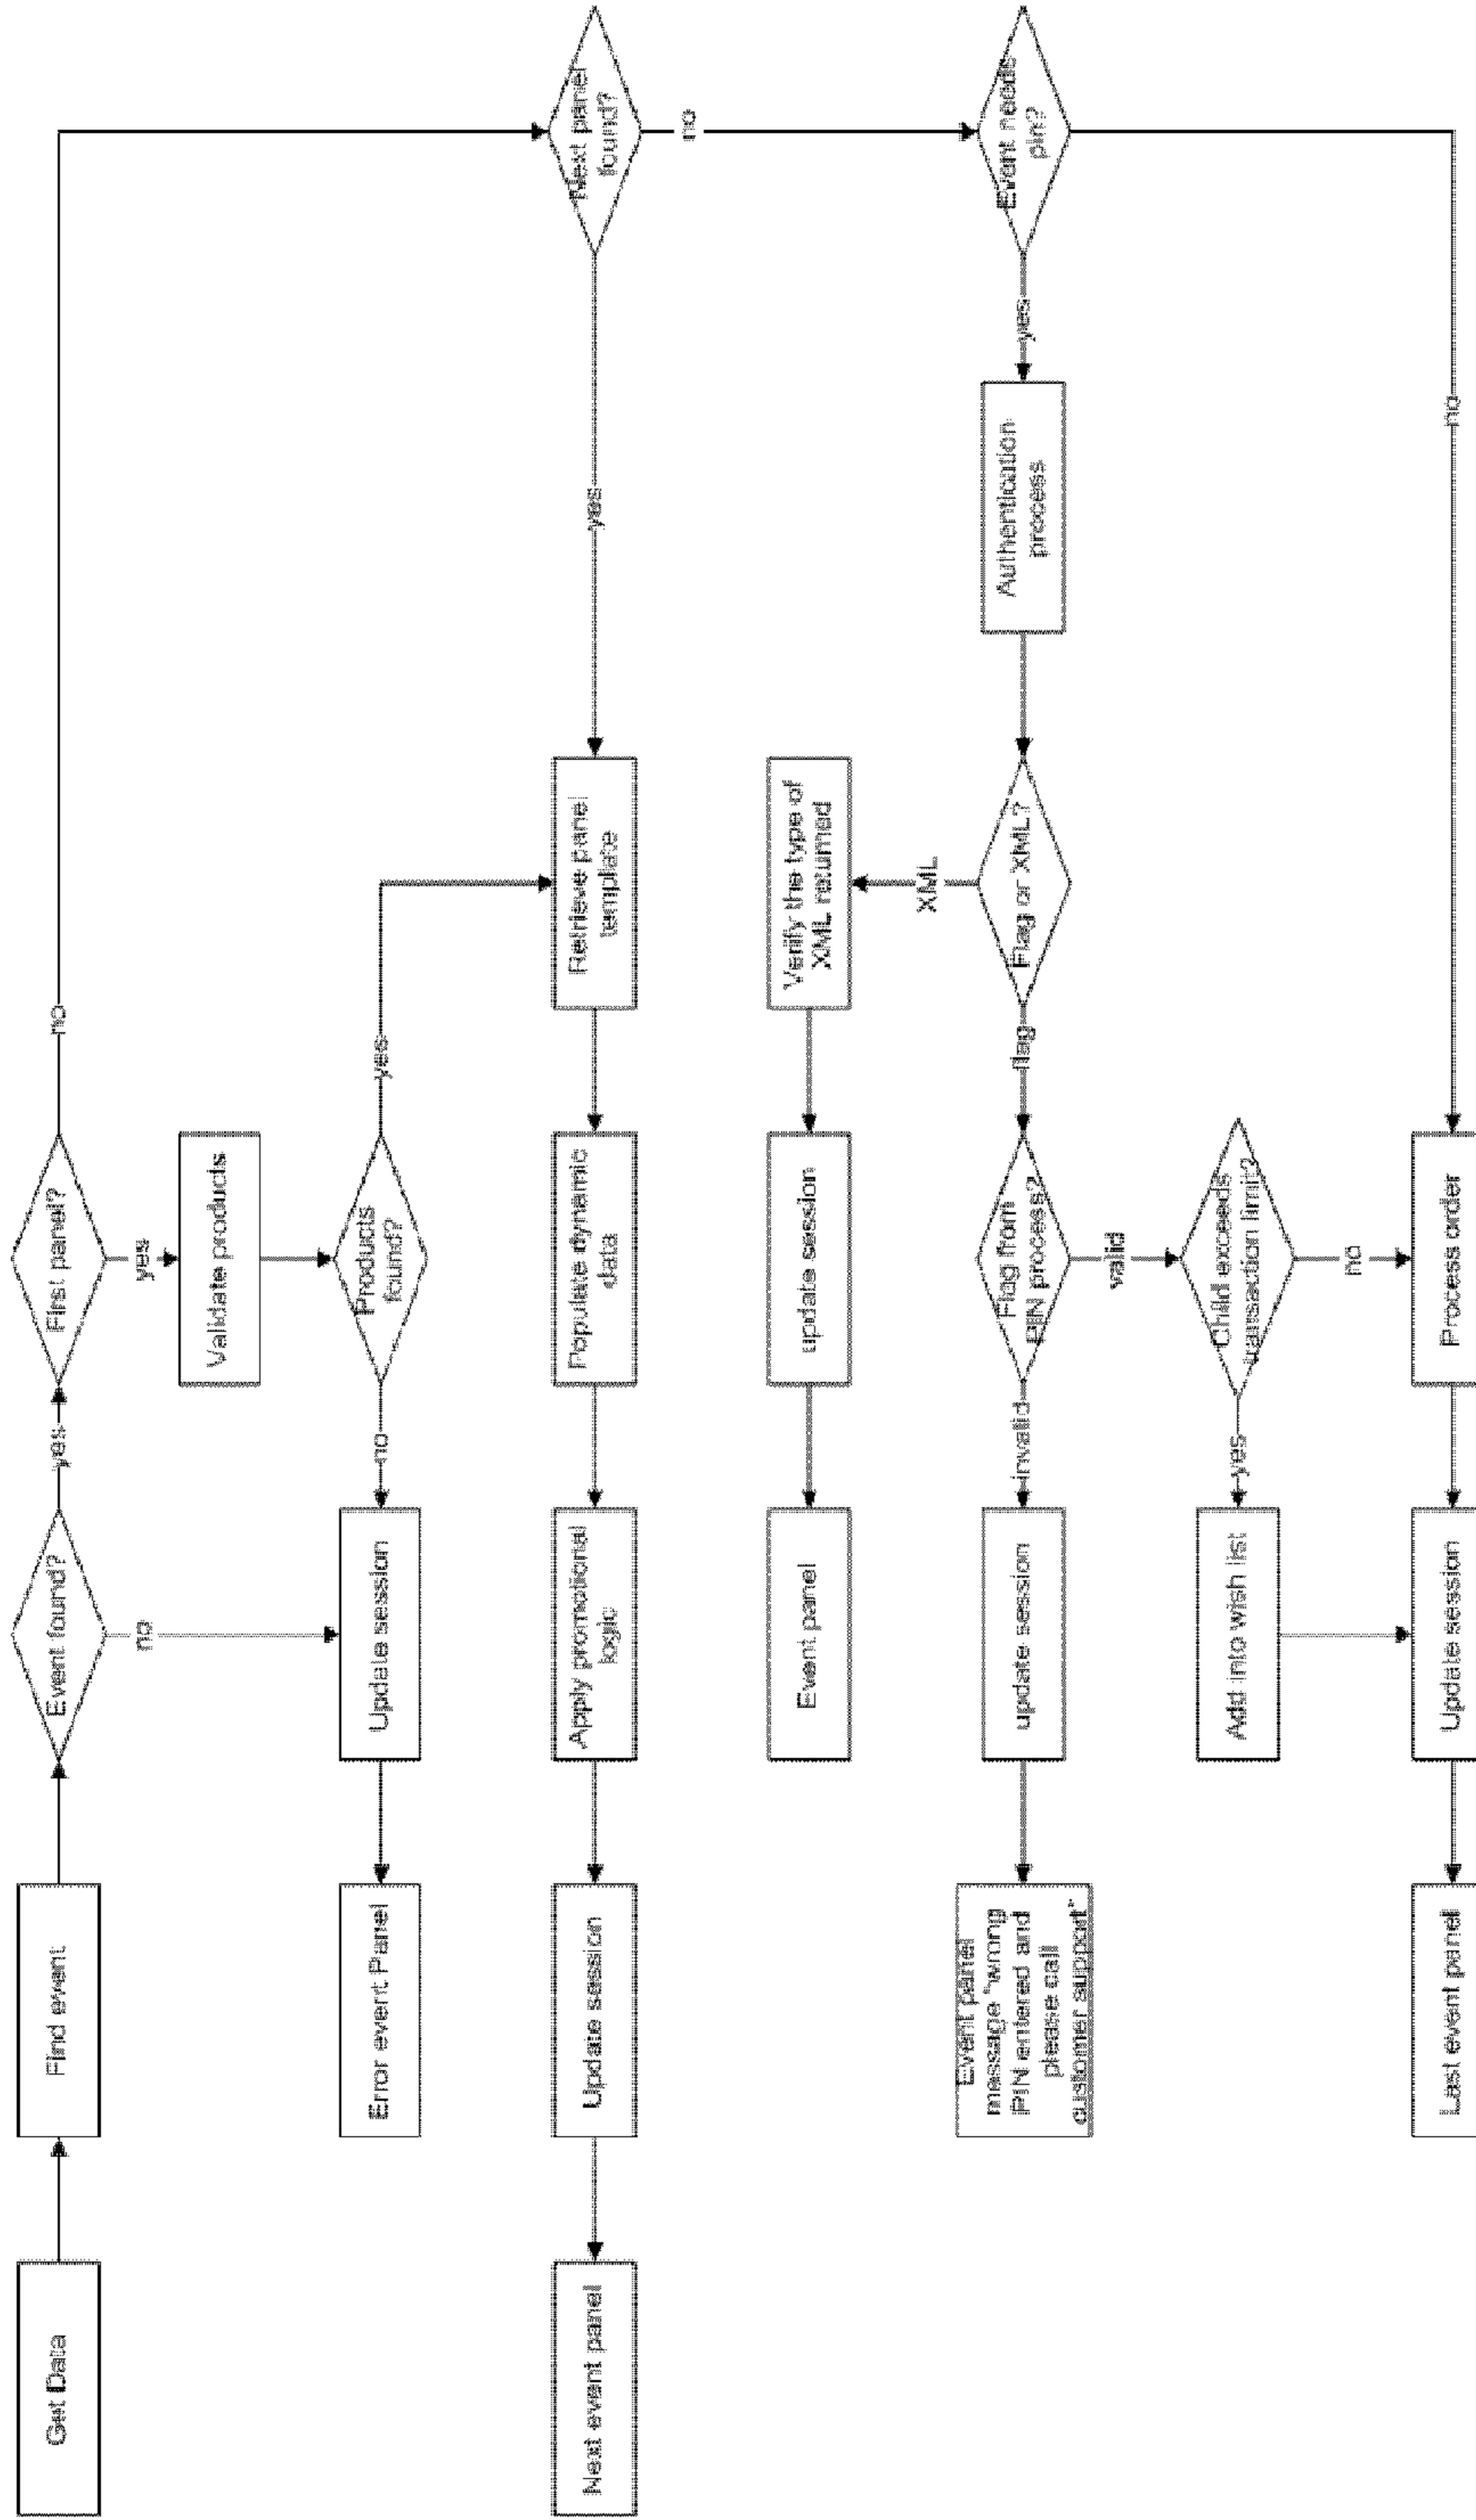 Get Data
Find event
Event found?
yes
First panel?
no
no
yes
Validate products
Update session
Error event Panel
no
Products
found?
yes
Next event panel
Update session
Apply promotional
logic
Populate dynamic
data
Retrieve panel
template
yes
Next panel
found?
no
Event panel
update session
Verify the type of
XML returned
XML
Event panel
message "wrong
PIN entered and
please call
customer support"
update session
invalid
Flag from
PIN process?
flag
Flag or XML?
Authentication
process
yes
Event needs
pin?
valid
Add into wish list
yes
Child exceeds
transaction limit?
no
Last event panel
Update session
Process order
no